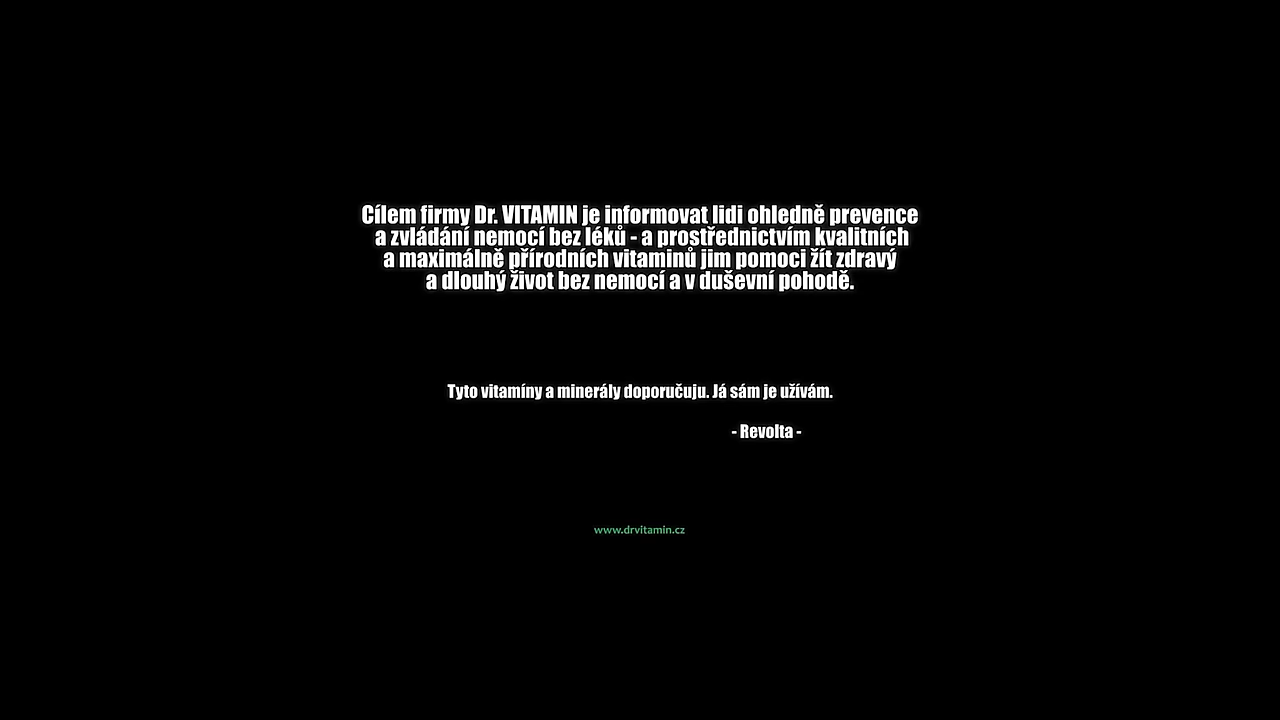 Cílem firmy Dr. VITAMIN je informovat lidi ohledně prevence
a zvládání nemocí bez léků - a prostřednictvím kvalitních
a maximálně přírodních vitaminů jim pomoci žít zdravý
a dlouhý život bez nemocí a v duševní pohodě.
Tyto vitamíny a minerály doporučuju. Já sám je užívám.
- Revolta -
www.drvitamin.cz